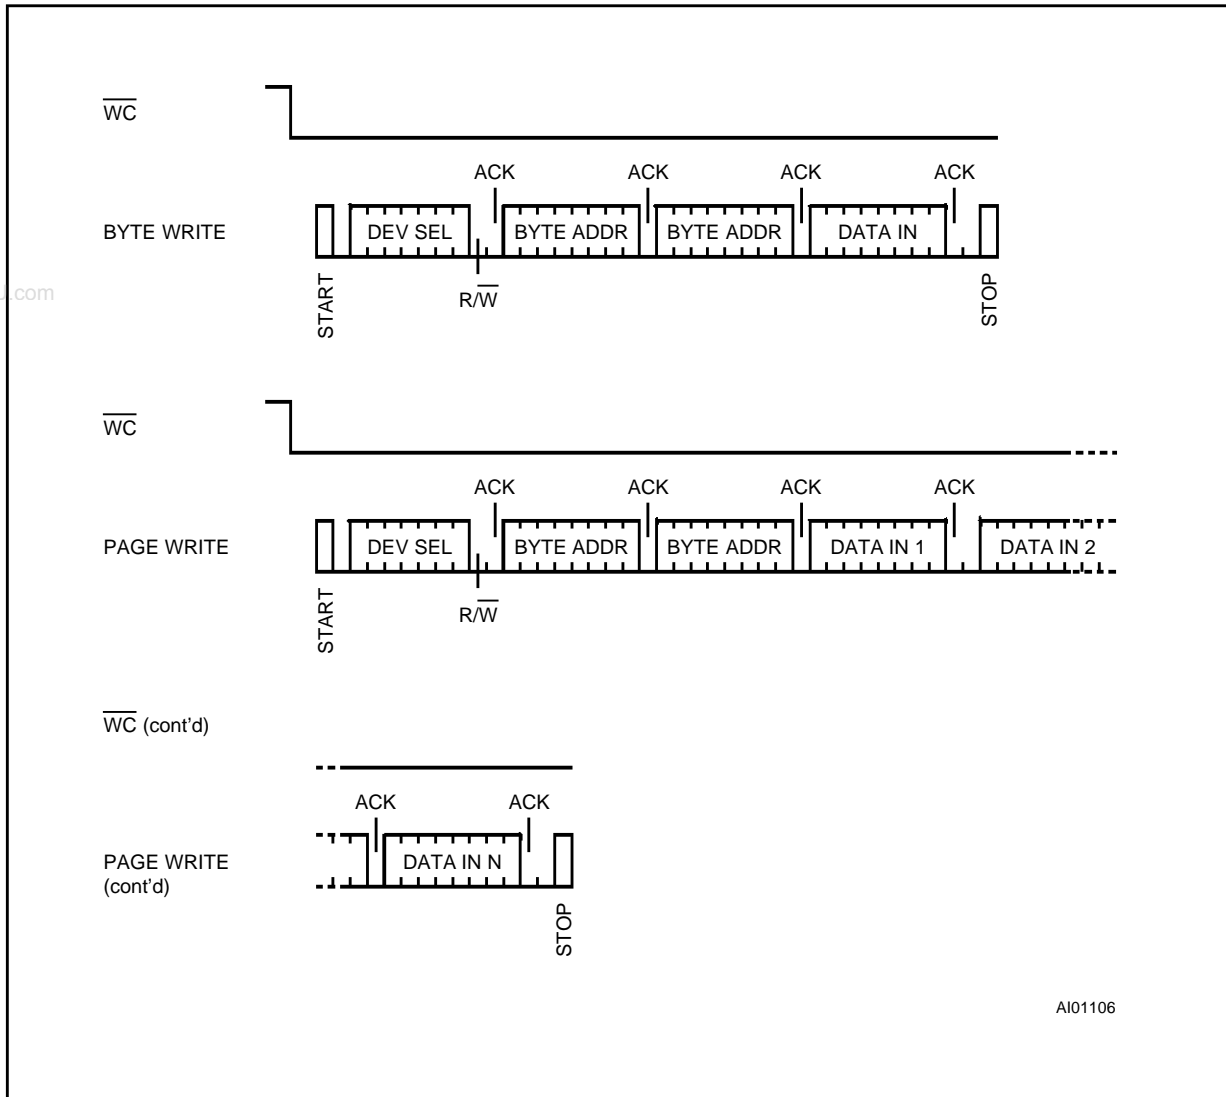 WC
ACK ACK ACK ACK
BYTE WRITE DEV SEL BYTE ADDR BYTE ADDR DATA IN
R/W
START STOP
.com
WC
ACK ACK ACK ACK
PAGE WRITE DEV SEL BYTE ADDR BYTE ADDR DATA IN 1 DATA IN 2
R/W
START
WC (cont'd)
ACK ACK
PAGE WRITE DATA IN N
(cont'd)
STOP
AI01106